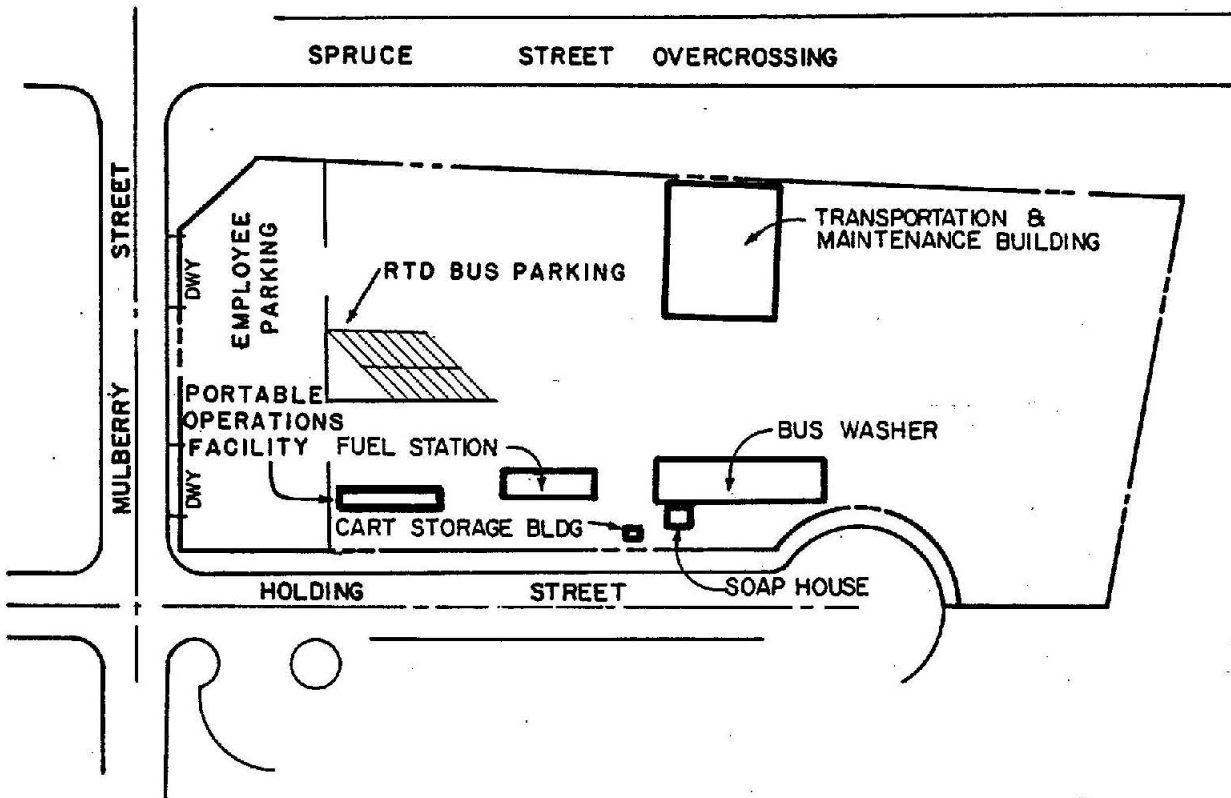 SPRUCE STREET OVERCROSSING
MULBERRY STREET
TRANSPORTATION &
MAINTENANCE BUILDING
DWY
EMPLOYEE
PARKING
RTD BUS PARKING
PORTABLE
OPERATIONS
FACILITY
FUEL STATION
BUS WASHER
DWY
CART STORAGE BLDG
SOAP HOUSE
HOLDING STREET